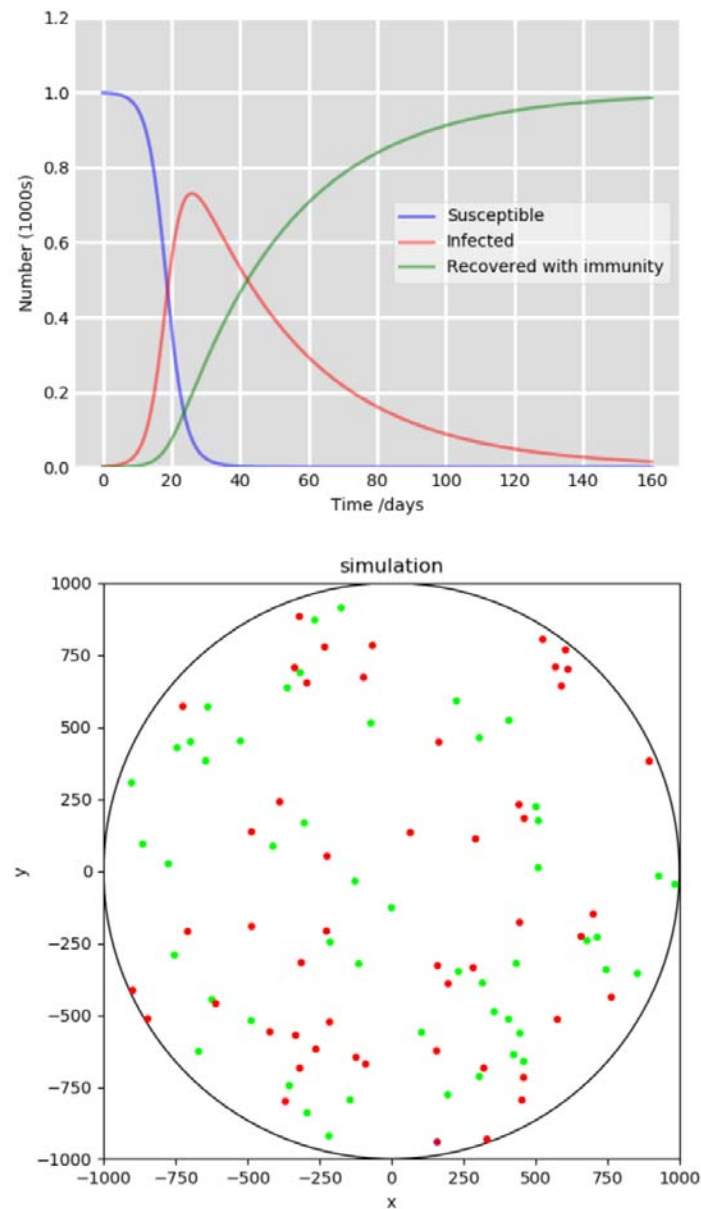 1.2
1.0
0.8
0.6
0.4
0.2
0.0
Number (1000s)
Susceptible
Infected
Recovered with immunity
0 20 40 60 80 100 120 140 160
Time /days
simulation
1000
750
500
250
0
−250
−500
−750
−1000
y
−1000 −750 −500 −250 0 250 500 750 1000
x